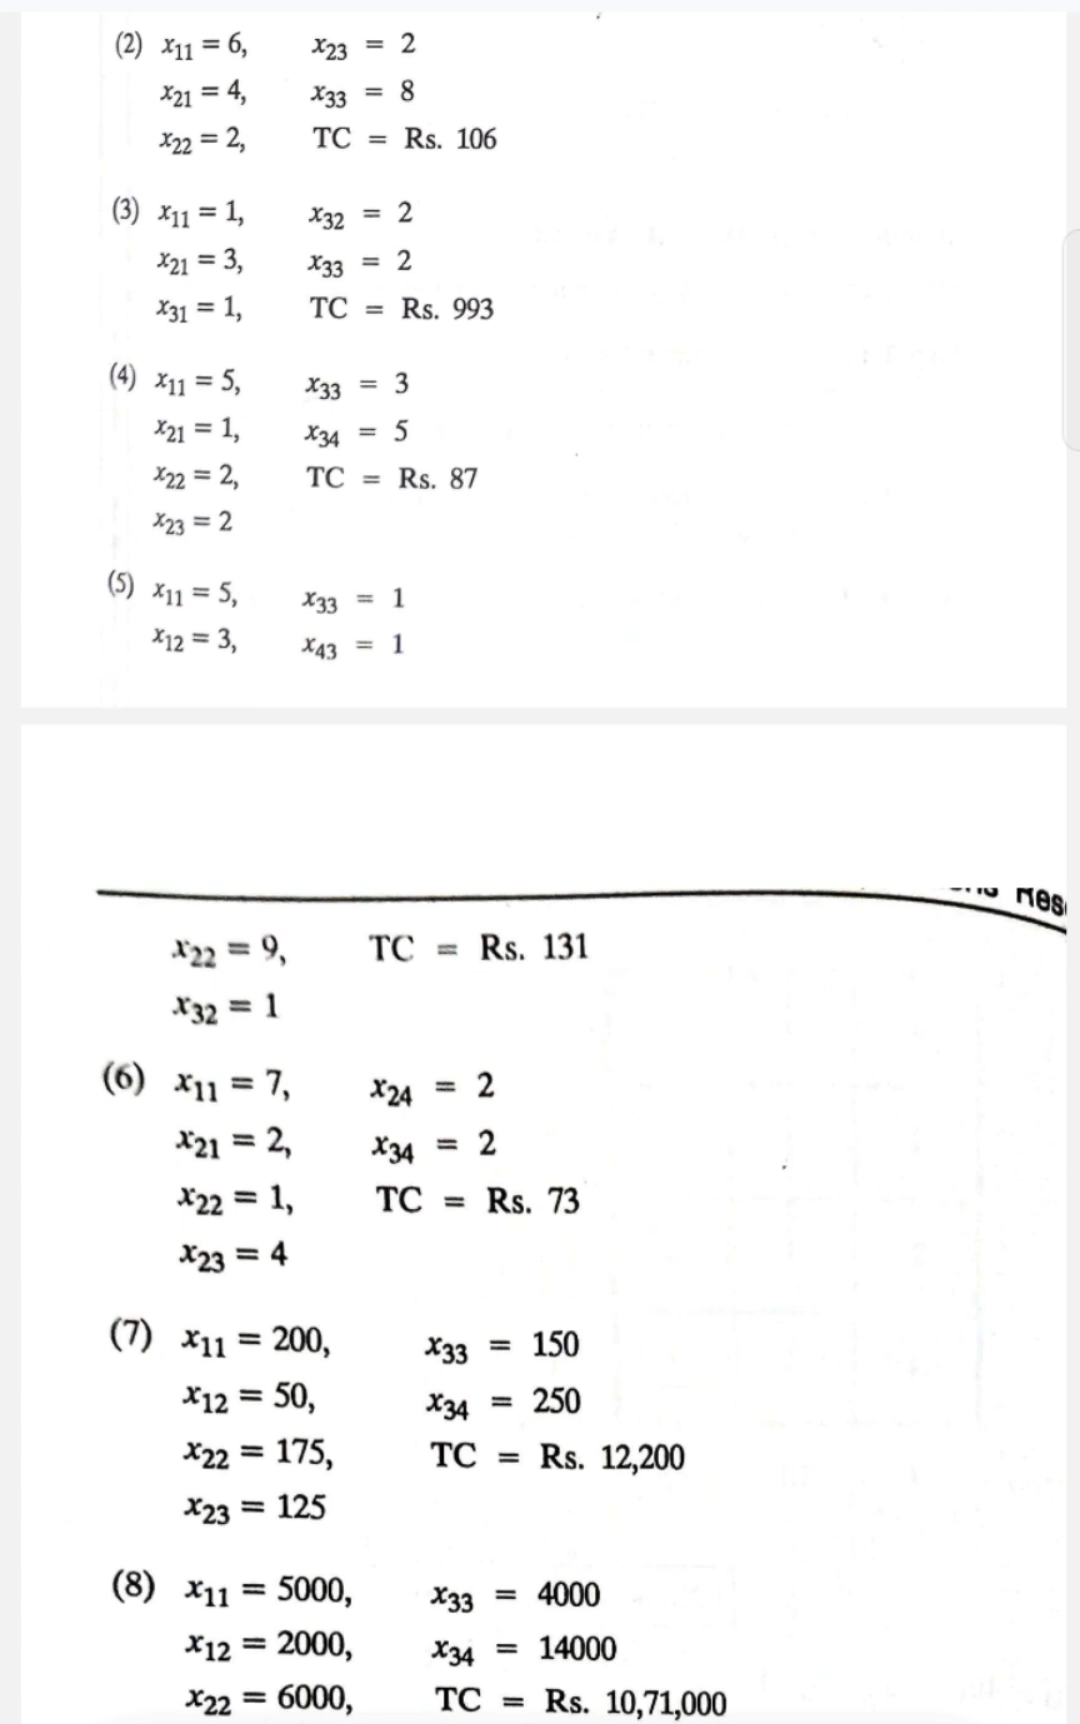 (2) x11 = 6, x23 = 2
x21 = 4, x33 = 8
x22 = 2, TC = Rs. 106
(3) x11 = 1, x32 = 2
x21 = 3, x33 = 2
x31 = 1, TC = Rs. 993
(4) x11 = 5, x33 = 3
x21 = 1, x34 = 5
x22 = 2, TC = Rs. 87
x23 = 2
(5) x11 = 5, x33 = 1
x12 = 3, x43 = 1
x22 = 9, TC = Rs. 131
x32 = 1
(6) x11 = 7, x24 = 2
x21 = 2, x34 = 2
x22 = 1, TC = Rs. 73
x23 = 4
(7) x11 = 200, x33 = 150
x12 = 50, x34 = 250
x22 = 175, TC = Rs. 12,200
x23 = 125
(8) x11 = 5000, x33 = 4000
x12 = 2000, x34 = 14000
x22 = 6000, TC = Rs. 10,71,000